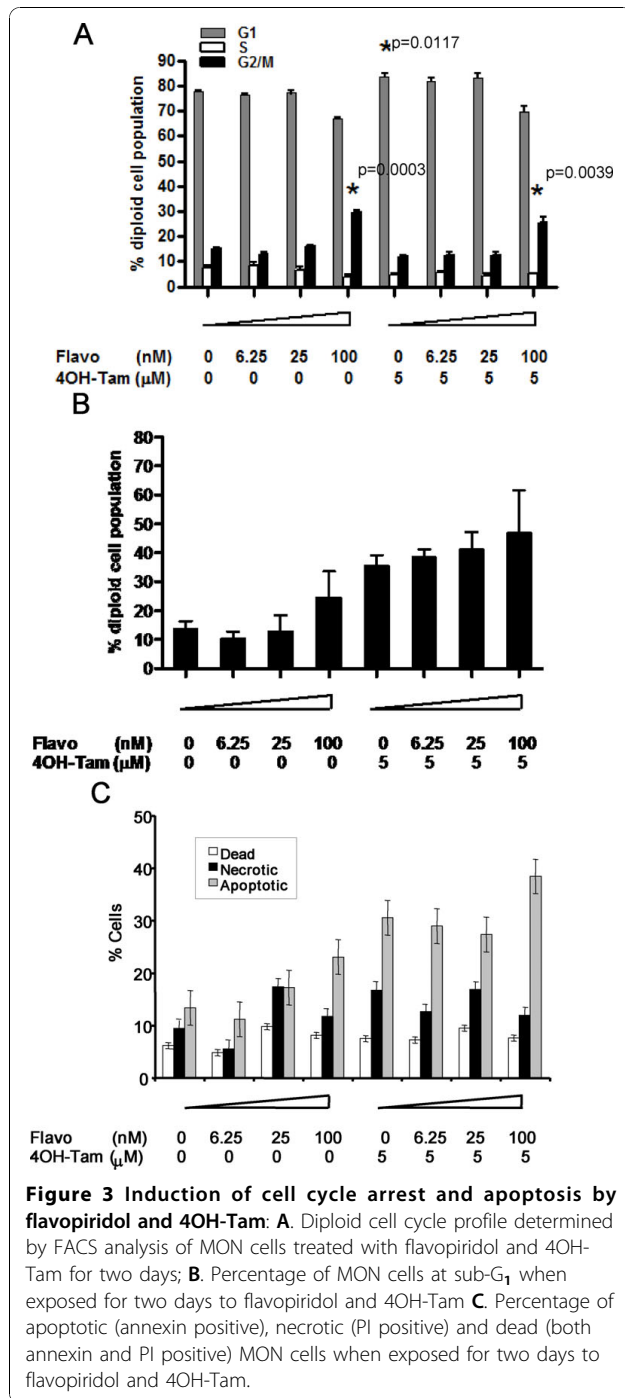 A
G1
S
G2/M
*p=0.0117
% diploid cell population
90
80
70
60
50
40
30
20
10
0
*p=0.0003
* p=0.0039
Flavo (nM) 0 6.25 25 100 0 6.25 25 100
4OH-Tam (μM) 0 0 0 0 5 5 5 5
B
% diploid cell population
80
70
60
50
40
30
20
10
0
Flavo (nM) 0 6.25 25 100 0 6.25 25 100
4OH-Tam (μM) 0 0 0 0 5 5 5 5
C
% Cells
50
40
30
20
10
0
Dead
Necrotic
Apoptotic
Flavo (nM) 0 6.25 25 100 0 6.25 25 100
4OH-Tam (μM) 0 0 0 0 5 5 5 5
Figure 3 Induction of cell cycle arrest and apoptosis by
flavopiridol and 4OH-Tam: A. Diploid cell cycle profile determined
by FACS analysis of MON cells treated with flavopiridol and 4OH-
Tam for two days; B. Percentage of MON cells at sub-G1 when
exposed for two days to flavopiridol and 4OH-Tam C. Percentage of
apoptotic (annexin positive), necrotic (PI positive) and dead (both
annexin and PI positive) MON cells when exposed for two days to
flavopiridol and 4OH-Tam.